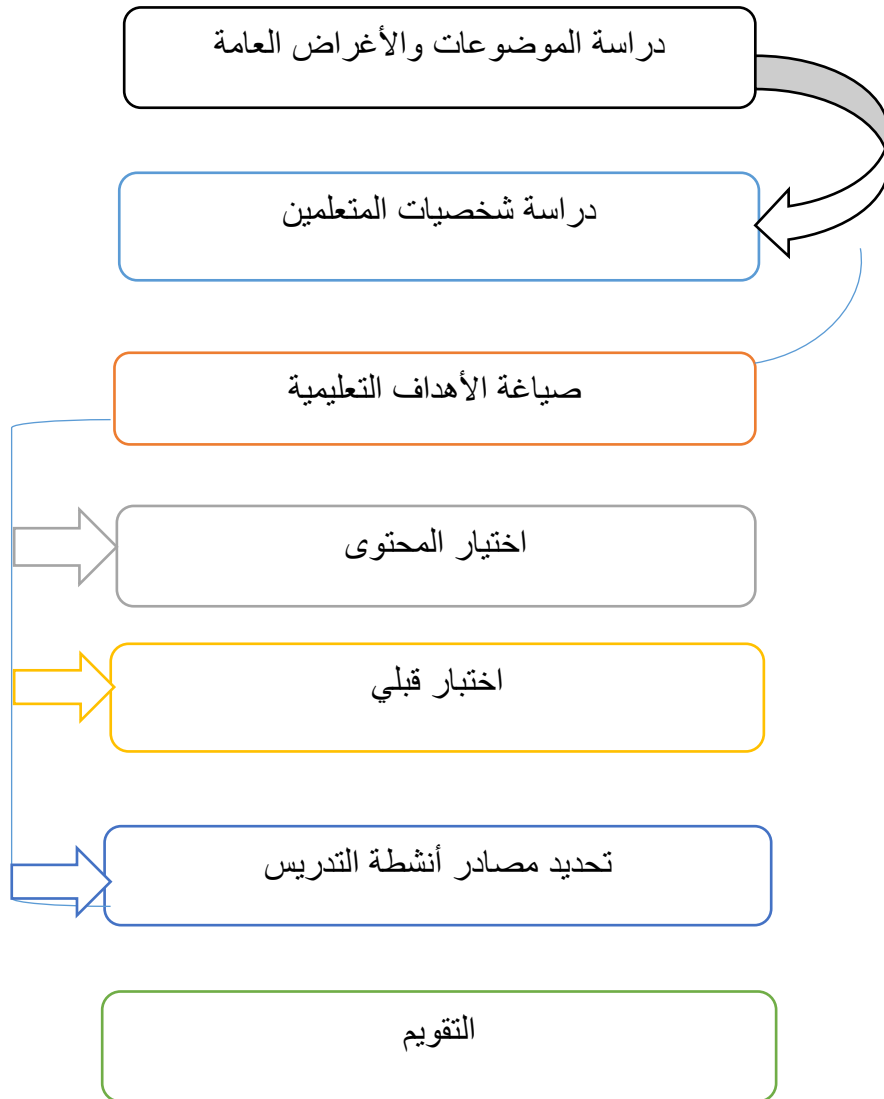 دراسة الموضوعات والأغراض العامة
دراسة شخصيات المتعلمين
صياغة الأهداف التعليمية
اختيار المحتوى
اختبار قبلي
تحديد مصادر أنشطة التدريس
التقويم